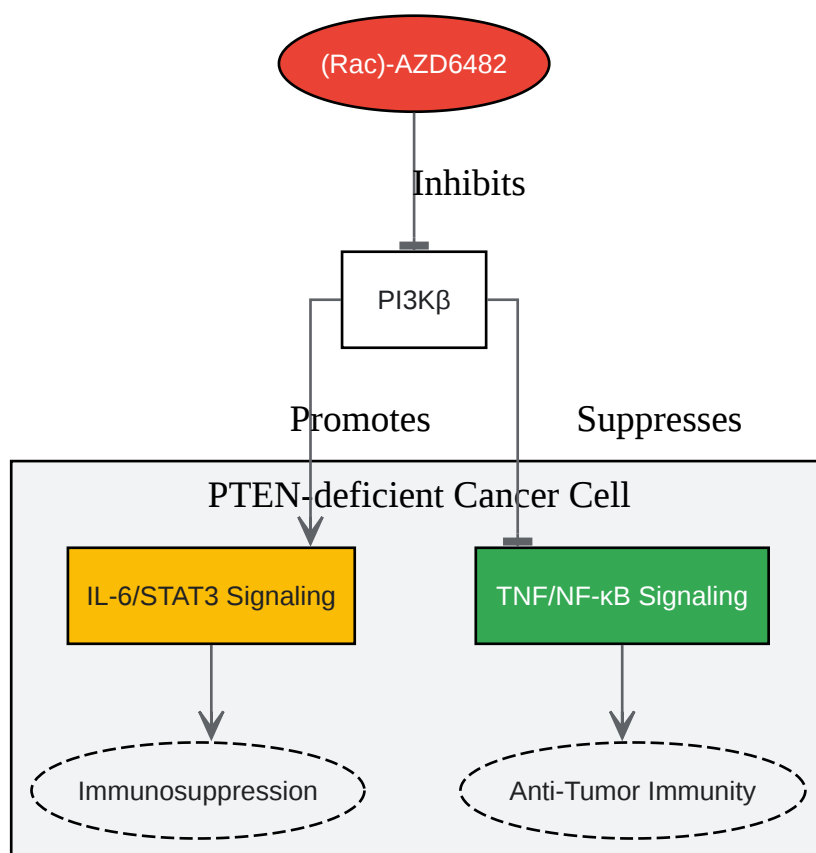 (Rac)-AZD6482
Inhibits
PI3Kβ
Promotes
Suppresses
PTEN-deficient Cancer Cell
IL-6/STAT3 Signaling
TNF/NF-κB Signaling
Immunosuppression
Anti-Tumor Immunity